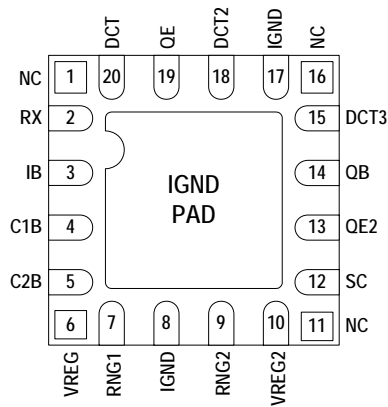 DCT QE DCT2 IGND NC
NC 1 20 19 18 17 16
RX 2 15 DCT3
IB 3 14 QB
IGND
PAD
C1B 4 13 QE2
C2B 5 12 SC
6 7 8 9 10 11 NC
VREG RNG1 IGND RNG2 VREG2